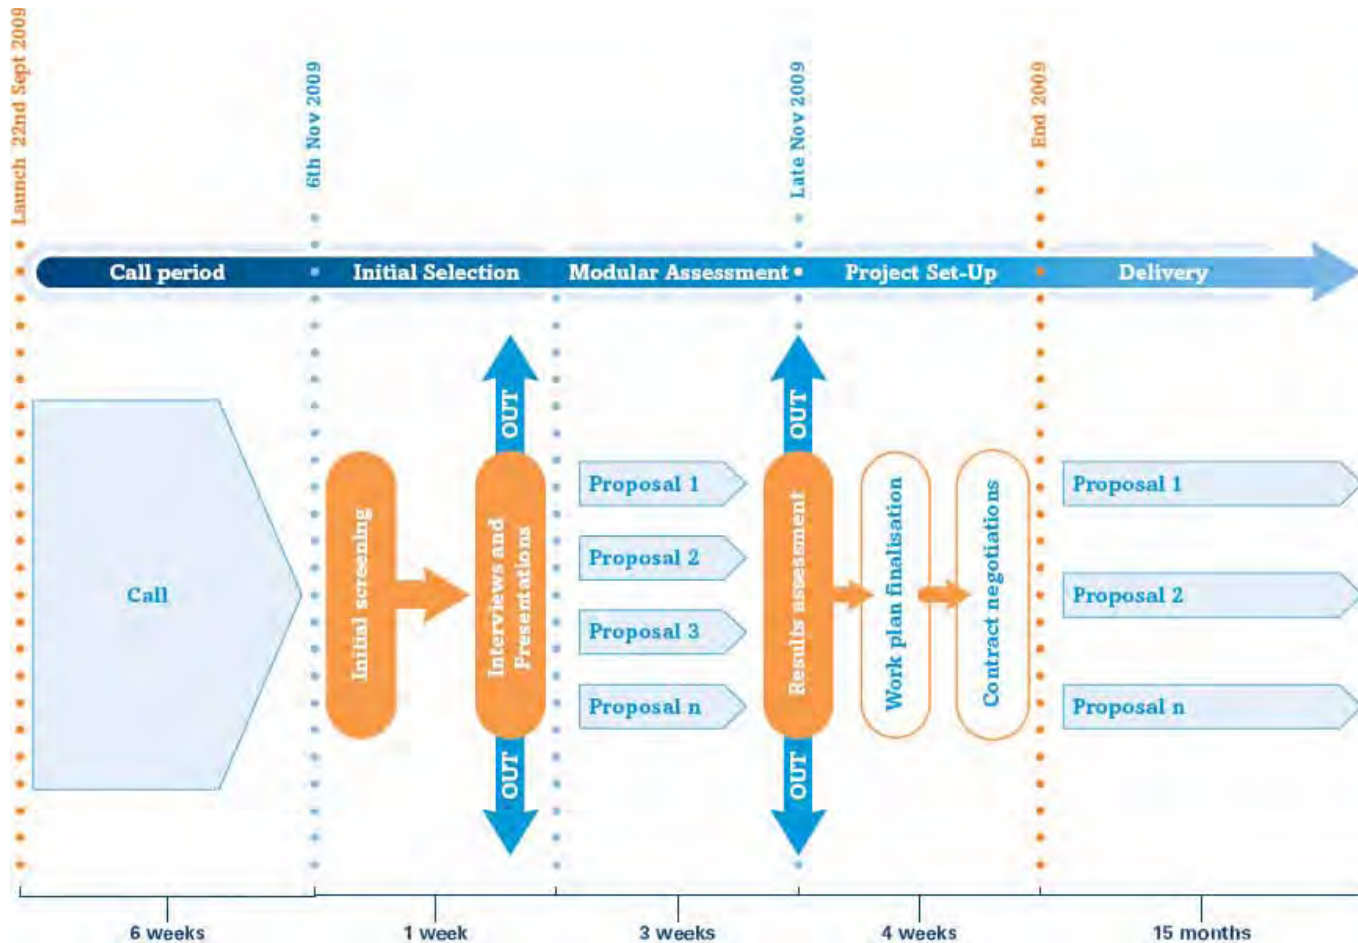 Launch 22nd Sept 2009
6th Nov 2009
Late Nov 2009
End 2009
Call period
Initial Selection
Modular Assessment
Project Set-Up
Delivery
Call
Initial screening
OUT
Interviews and
Presentations
OUT
Proposal 1
Proposal 2
Proposal 3
Proposal n
OUT
Results assessment
OUT
Work plan finalisation
Contract negotiations
Proposal 1
Proposal 2
Proposal n
6 weeks
1 week
3 weeks
4 weeks
15 months